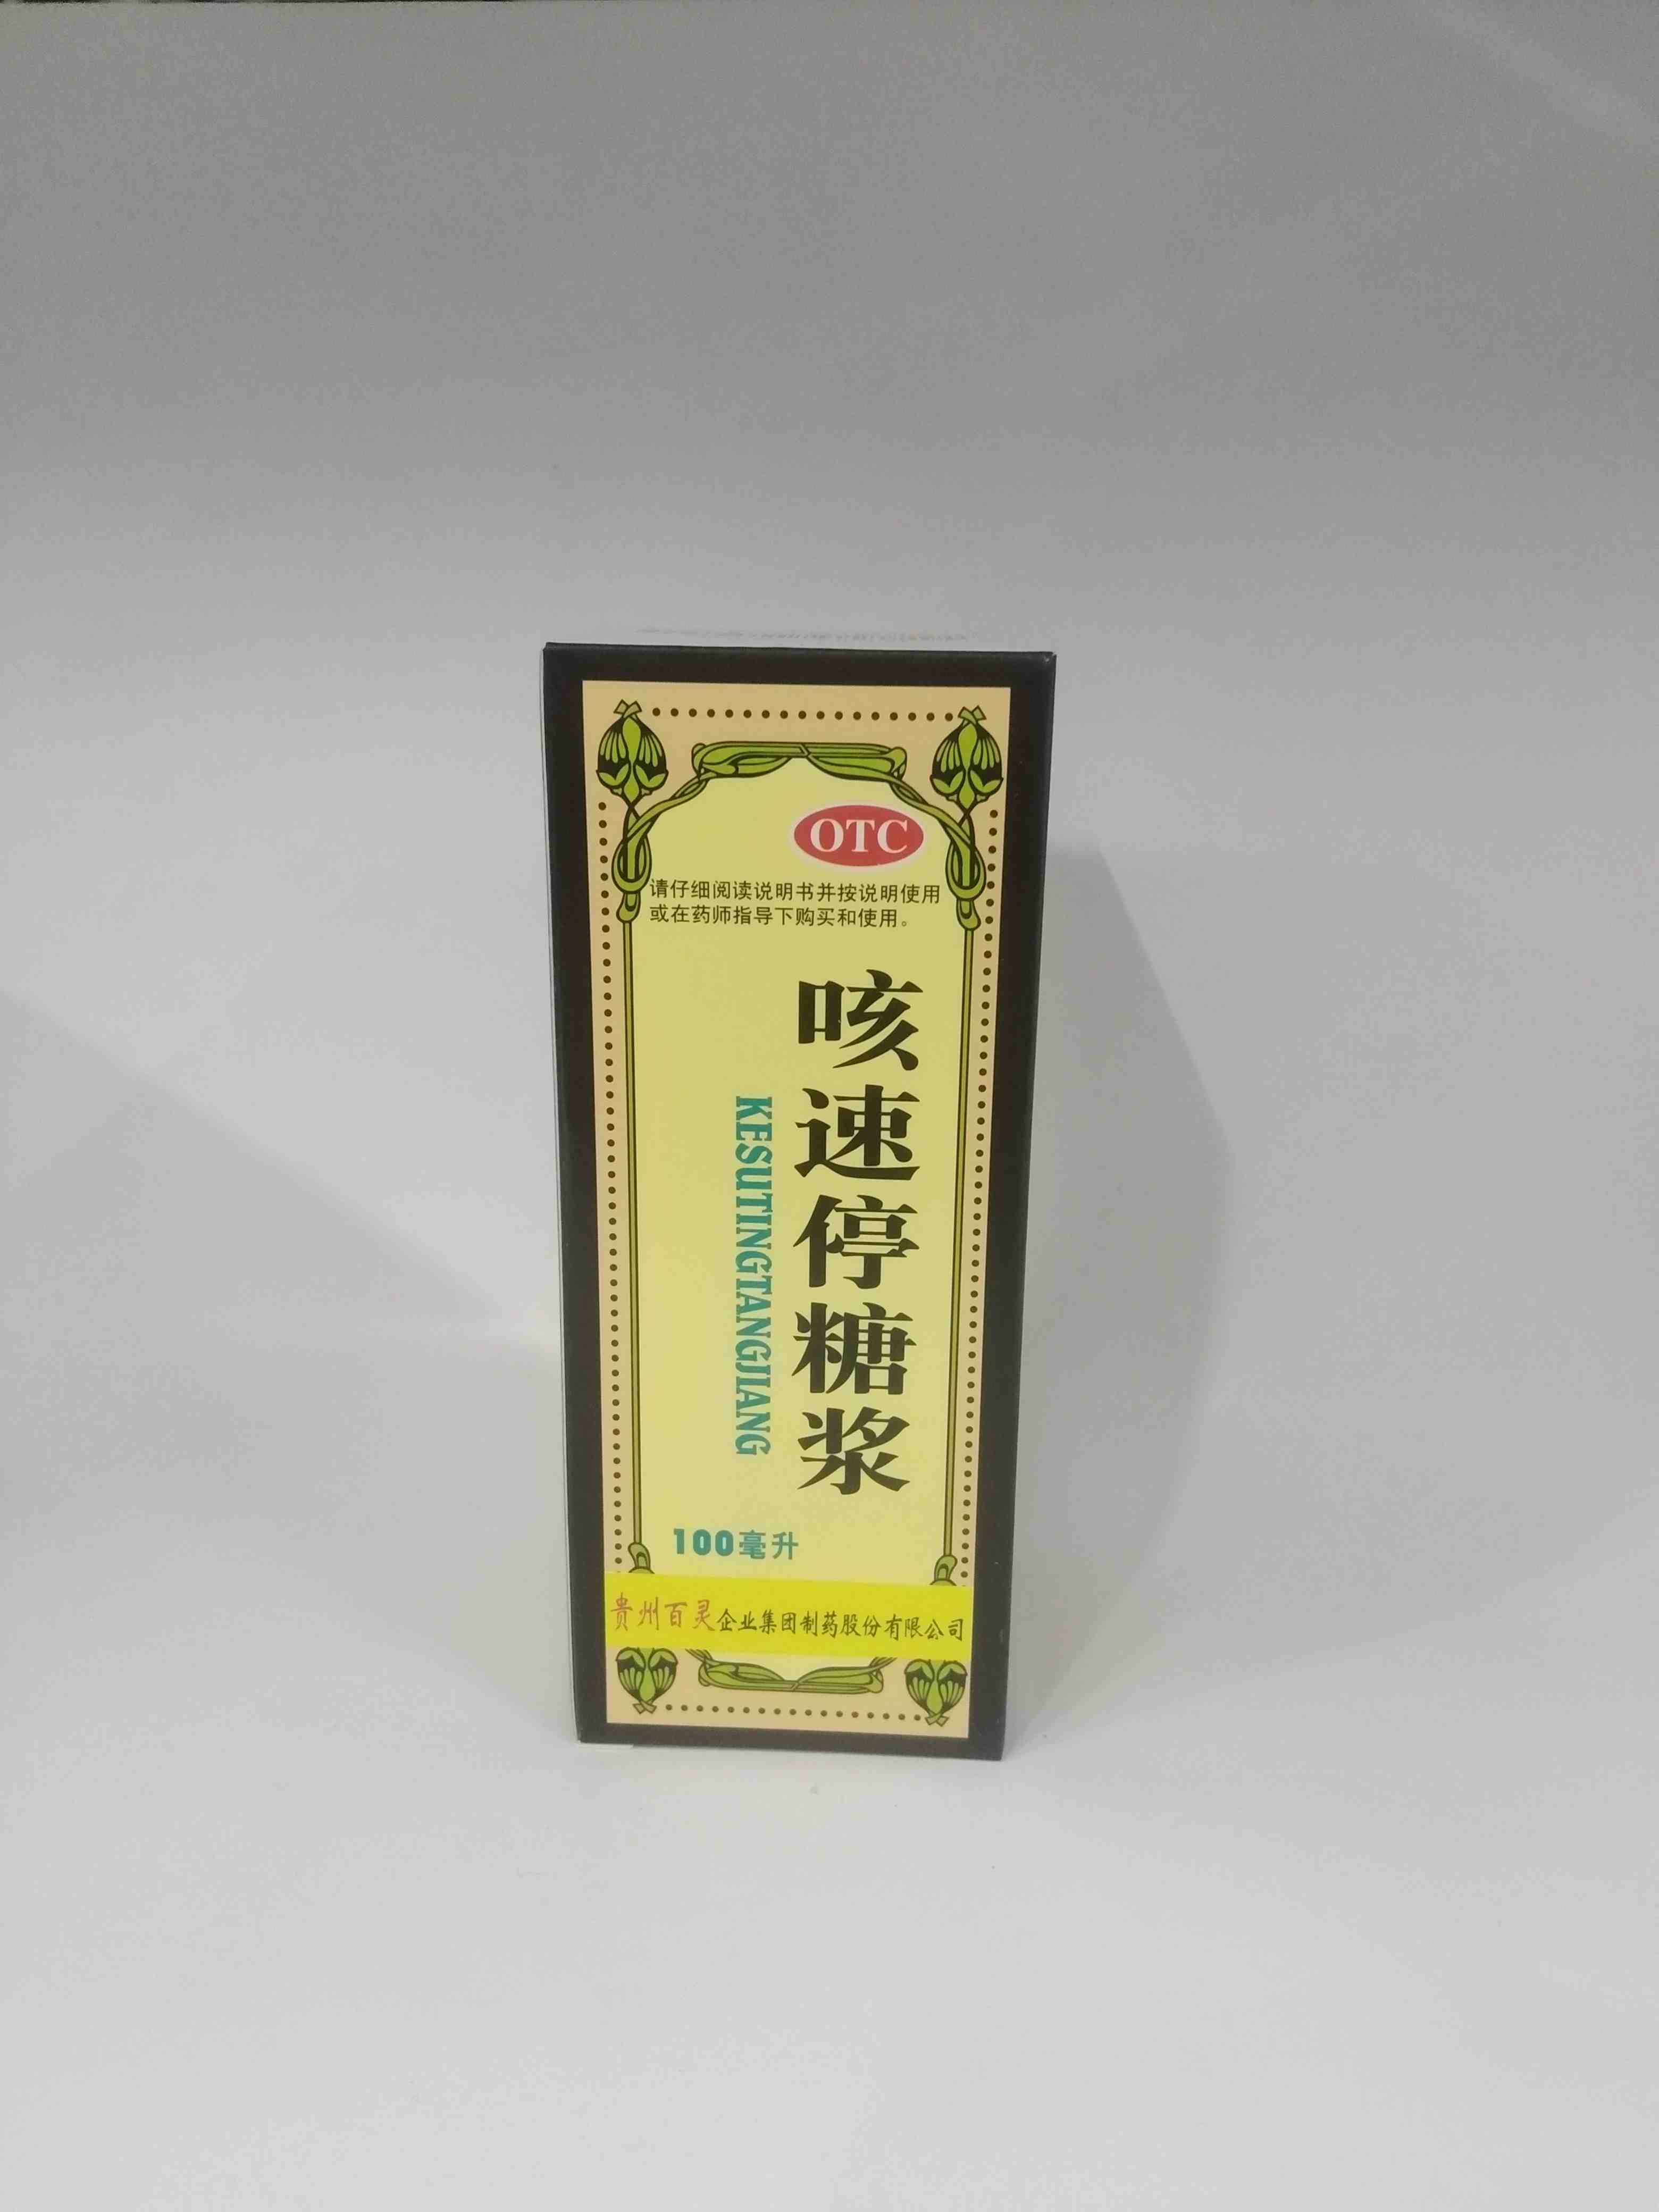 OTC
请仔细阅读说明书并按说明使用
或在药师指导下购买和使用。
咳速停糖浆
KESUTINGTANGJIANG
100毫升
贵州百灵企业集团制药股份有限公司